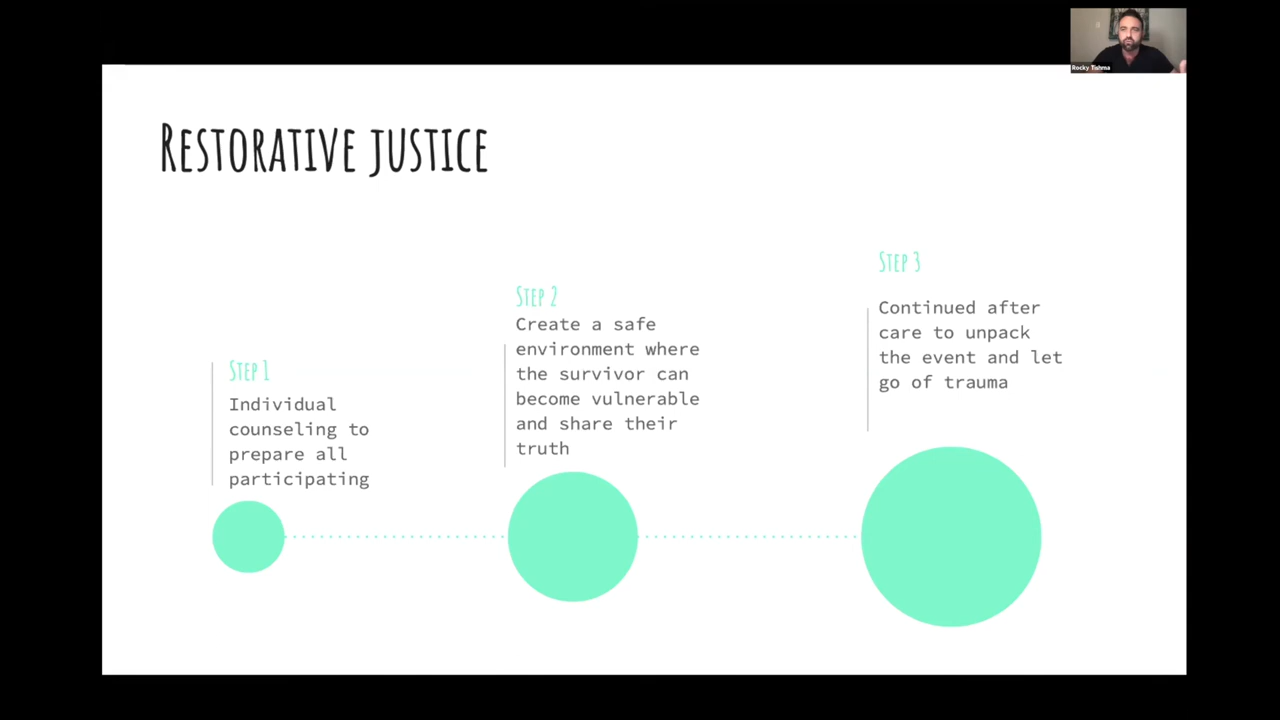 Rocky Tishma
RESTORATIVE JUSTICE
STEP 1
Individual
counseling to
prepare all
participating
STEP 2
Create a safe
environment where
the survivor can
become vulnerable
and share their
truth
STEP 3
Continued after
care to unpack
the event and let
go of trauma